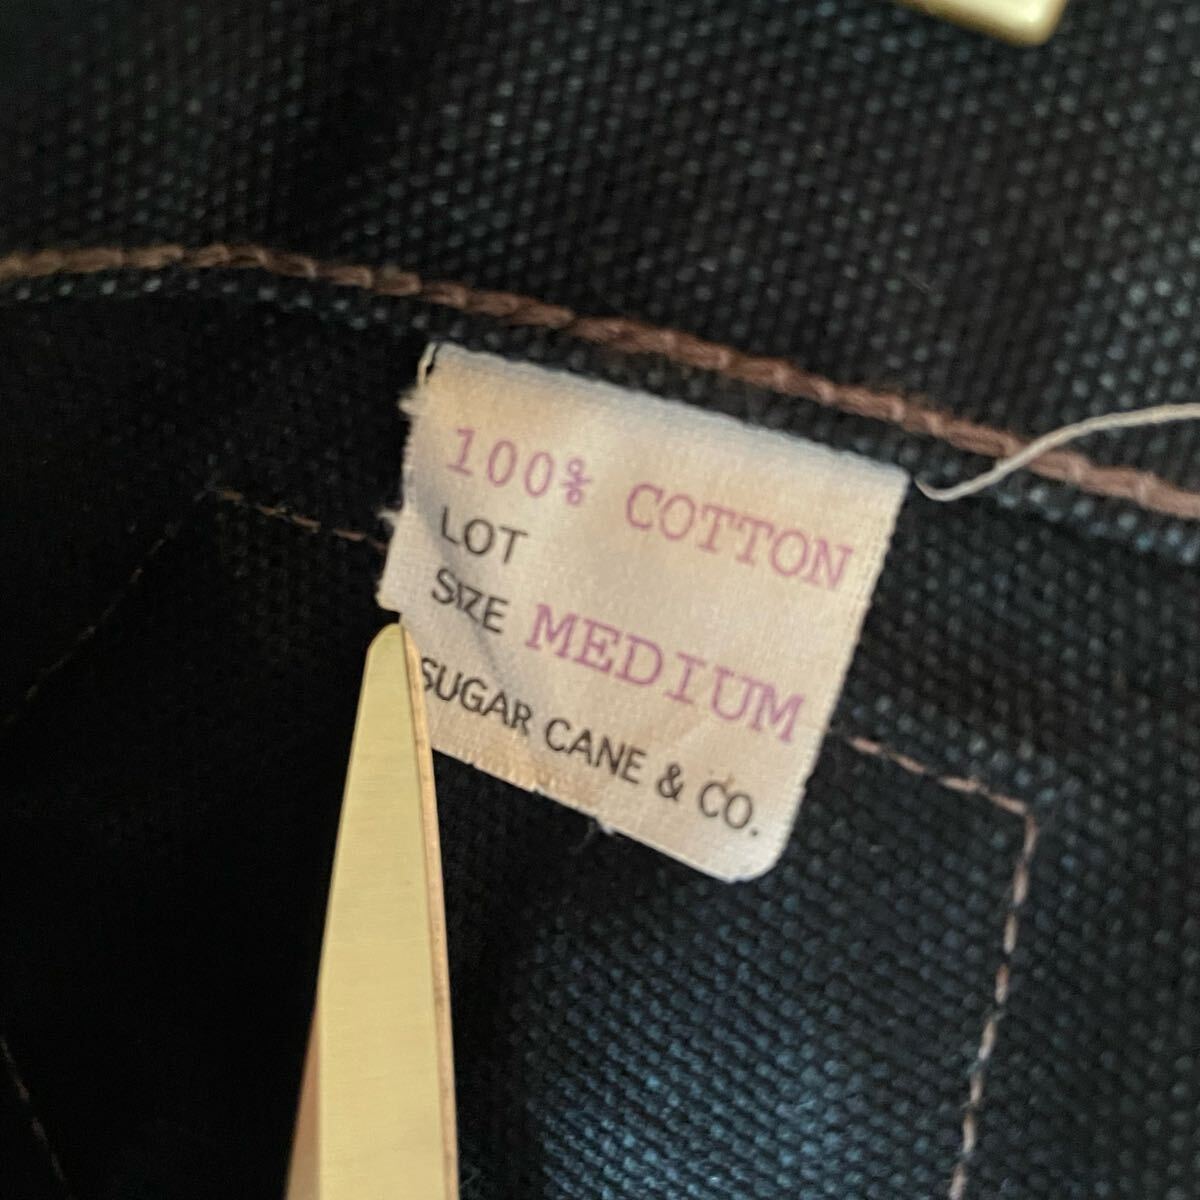 100% COTTON
LOT
SIZE MEDIUM
SUGAR CANE & CO.